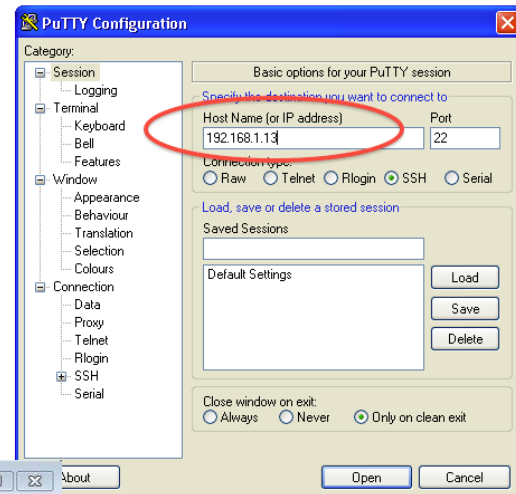 PuTTY Configuration
Category:
Session
Logging
Terminal
Keyboard
Bell
Features
Window
Appearance
Behaviour
Translation
Selection
Colours
Connection
Data
Proxy
Telnet
Rlogin
SSH
Serial
Basic options for your PuTTY session
Specify the destination you want to connect to
Host Name (or IP address) Port
192.168.1.13 22
Connection type:
Raw Telnet Rlogin SSH Serial
Load, save or delete a stored session
Saved Sessions
Default Settings
Load
Save
Delete
Close window on exit:
Always Never Only on clean exit
About Open Cancel